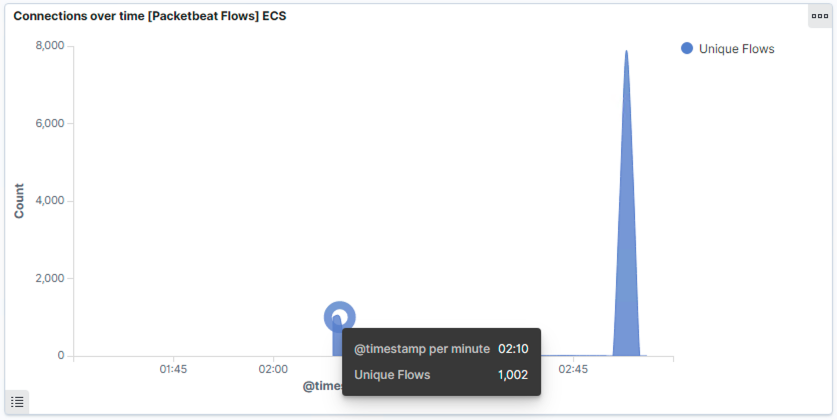 Connections over time [Packetbeat Flows] ECS
Unique Flows
8,000
6,000
4,000
2,000
0
Count
01:45
02:00
02:45
@times
@timestamp per minute 02:10
Unique Flows 1,002